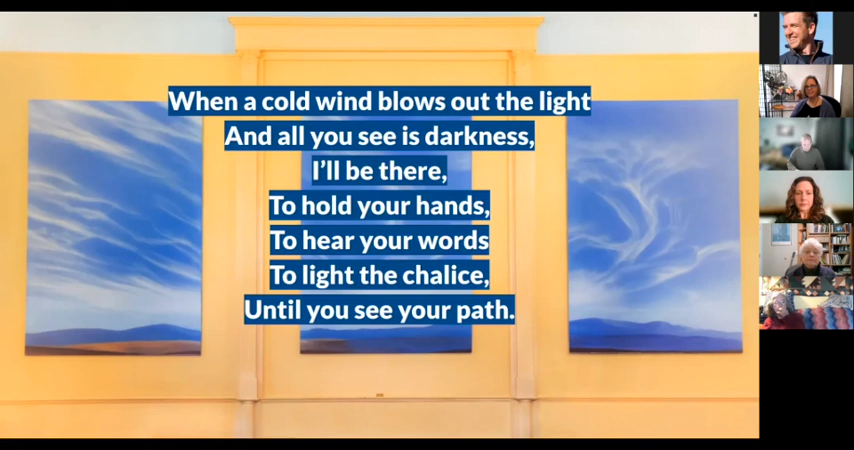 When a cold wind blows out the light
And all you see is darkness,
I'll be there,
To hold your hands,
To hear your words
To light the chalice,
Until you see your path.